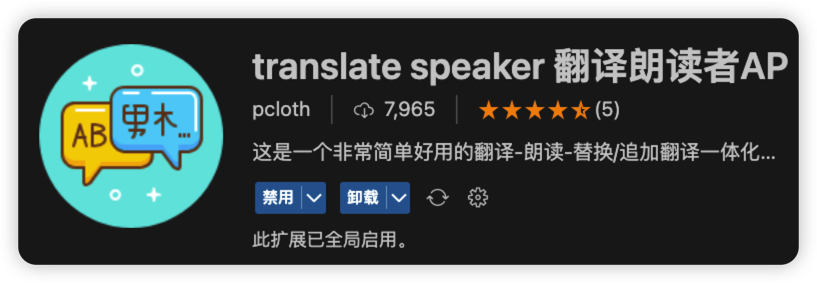 translate speaker 翻译朗读者AP
pcloth 7,965 (5)
这是一个非常简单好用的翻译-朗读-替换/追加翻译一体化...
禁用 卸载
此扩展已全局启用。
AB
男木...